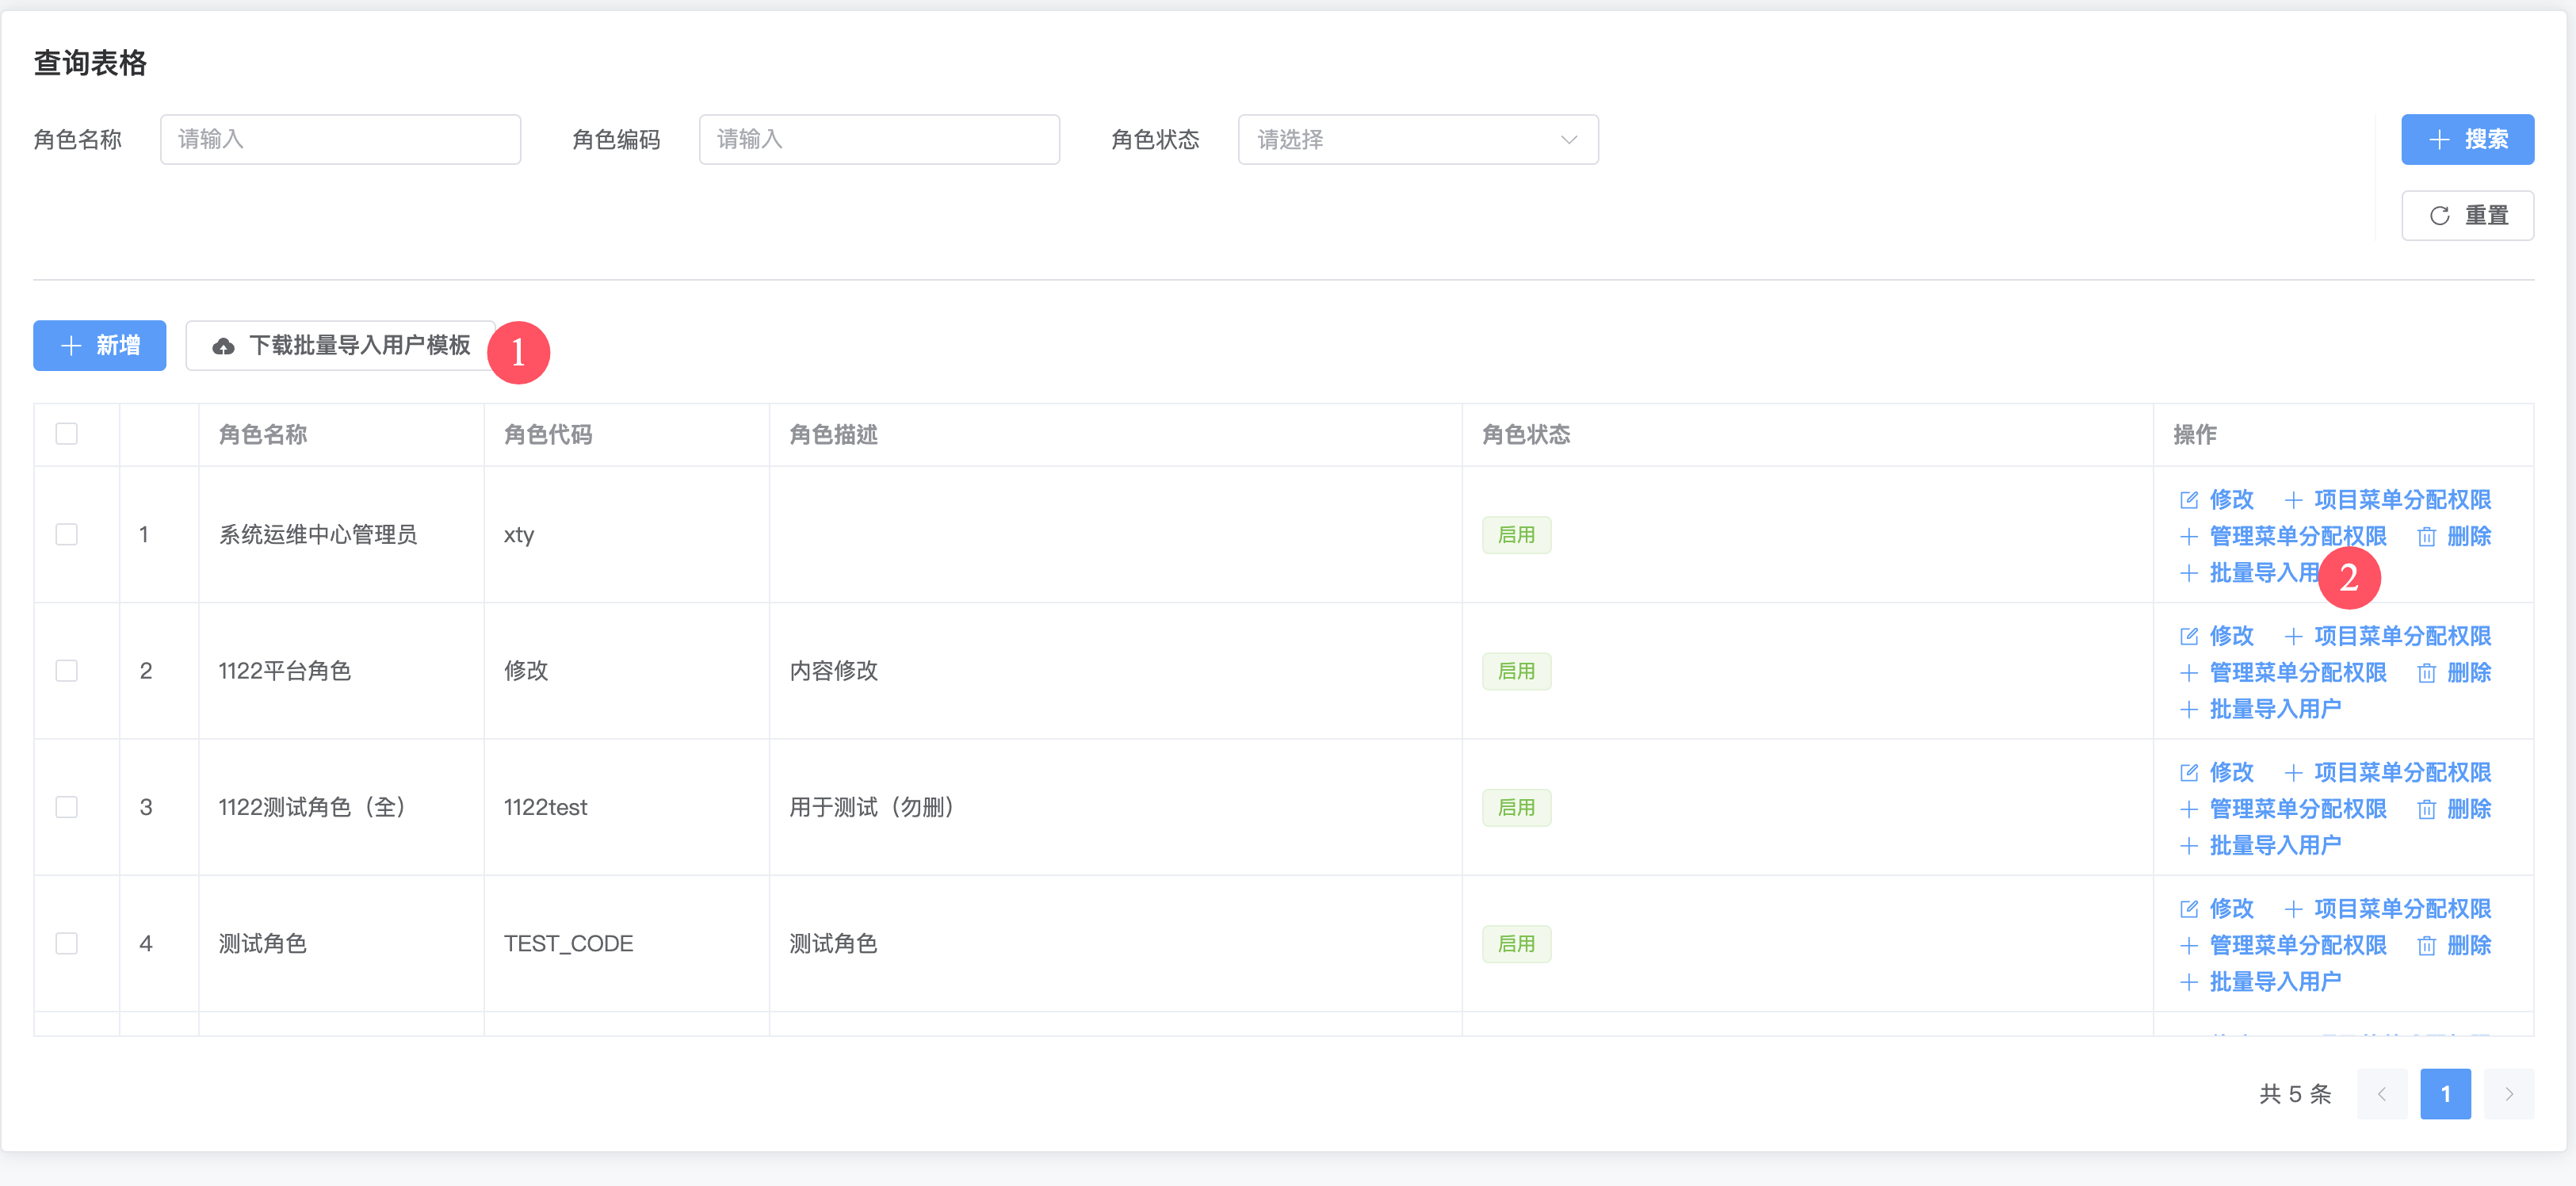 查询表格
角色名称 请输入 角色编码 请输入 角色状态 请选择 搜索
重置
新增 下载批量导入用户模板 1
角色名称 角色代码 角色描述 角色状态 操作
1 系统运维中心管理员 xty 启用
修改 项目菜单分配权限
管理菜单分配权限 删除
批量导入用 2
2 1122平台角色 修改 内容修改 启用
修改 项目菜单分配权限
管理菜单分配权限 删除
批量导入用户
3 1122测试角色（全） 1122test 用于测试（勿删） 启用
修改 项目菜单分配权限
管理菜单分配权限 删除
批量导入用户
4 测试角色 TEST_CODE 测试角色 启用
修改 项目菜单分配权限
管理菜单分配权限 删除
批量导入用户
共 5 条 1